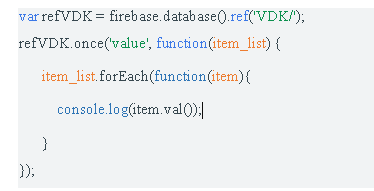 var refVDK = firebase.database().ref('VDK/');
refVDK.once('value', function(item_list) {
item_list.forEach(function(item){
console.log(item.val());
}
});